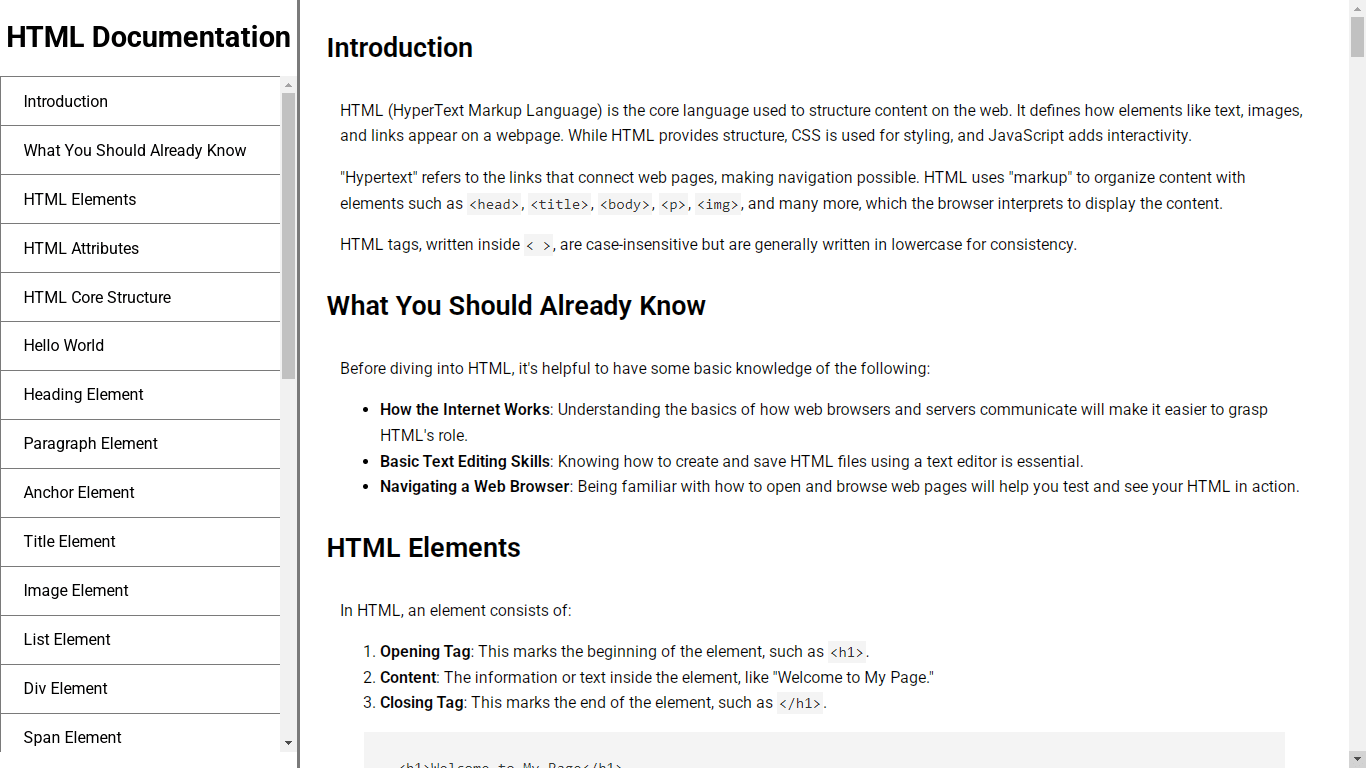 HTML Documentation
Introduction
What You Should Already Know
HTML Elements
HTML Attributes
HTML Core Structure
Hello World
Heading Element
Paragraph Element
Anchor Element
Title Element
Image Element
List Element
Div Element
Span Element
Introduction
HTML (HyperText Markup Language) is the core language used to structure content on the web. It defines how elements like text, images,
and links appear on a webpage. While HTML provides structure, CSS is used for styling, and JavaScript adds interactivity.
"Hypertext" refers to the links that connect web pages, making navigation possible. HTML uses "markup" to organize content with
elements such as <head>, <title>, <body>, <p>, <img>, and many more, which the browser interprets to display the content.
HTML tags, written inside < >, are case-insensitive but are generally written in lowercase for consistency.
What You Should Already Know
Before diving into HTML, it's helpful to have some basic knowledge of the following:
• How the Internet Works: Understanding the basics of how web browsers and servers communicate will make it easier to grasp
HTML's role.
• Basic Text Editing Skills: Knowing how to create and save HTML files using a text editor is essential.
• Navigating a Web Browser: Being familiar with how to open and browse web pages will help you test and see your HTML in action.
HTML Elements
In HTML, an element consists of:
1. Opening Tag: This marks the beginning of the element, such as <h1>.
2. Content: The information or text inside the element, like "Welcome to My Page."
3. Closing Tag: This marks the end of the element, such as </h1>.
<h1>Welcome to My Page</h1>